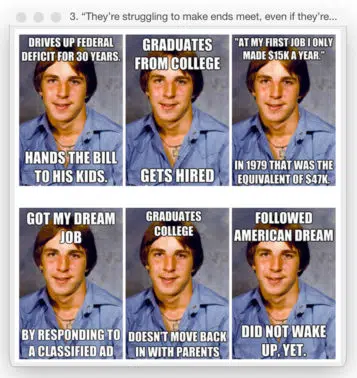 3. “They’re struggling to make ends meet, even if they’re...
DRIVES UP FEDERAL
DEFICIT FOR 30 YEARS.
HANDS THE BILL
TO HIS KIDS.
GRADUATES
FROM COLLEGE
GETS HIRED
"AT MY FIRST JOB I ONLY
MADE $15K A YEAR."
IN 1979 THAT WAS THE
EQUIVALENT OF $47K.
GOT MY DREAM
JOB
BY RESPONDING TO
A CLASSIFIED AD
GRADUATES
COLLEGE
DOESN'T MOVE BACK
IN WITH PARENTS
FOLLOWED
AMERICAN DREAM
DID NOT WAKE
UP, YET.